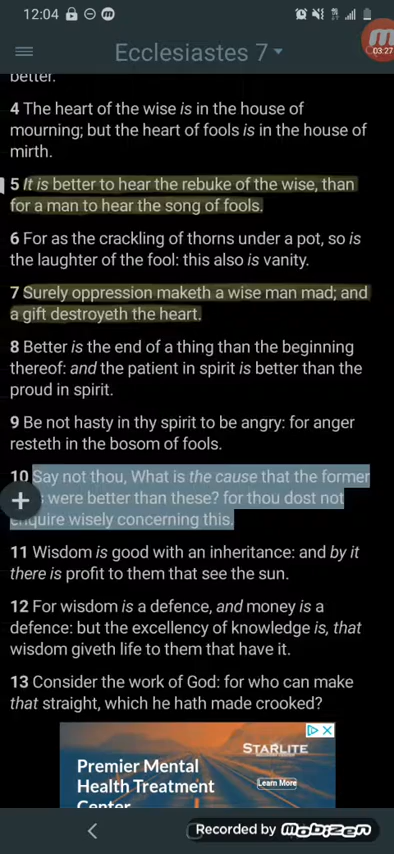 12:04
03:27
Ecclesiastes 7
better.
4 The heart of the wise is in the house of
mourning; but the heart of fools is in the house of
mirth.
5 It is better to hear the rebuke of the wise, than
for a man to hear the song of fools.
6 For as the crackling of thorns under a pot, so is
the laughter of the fool: this also is vanity.
7 Surely oppression maketh a wise man mad; and
a gift destroyeth the heart.
8 Better is the end of a thing than the beginning
thereof: and the patient in spirit is better than the
proud in spirit.
9 Be not hasty in thy spirit to be angry: for anger
resteth in the bosom of fools.
10 Say not thou, What is the cause that the former
were better than these? for thou dost not
enquire wisely concerning this.
11 Wisdom is good with an inheritance: and by it
there is profit to them that see the sun.
12 For wisdom is a defence, and money is a
defence: but the excellency of knowledge is, that
wisdom giveth life to them that have it.
13 Consider the work of God: for who can make
that straight, which he hath made crooked?
STARLITE
Premier Mental
Health Treatment
Center
Learn More
Recorded by mobizen